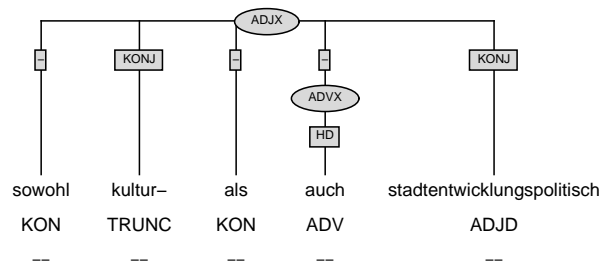 ADJX
– KONJ – – KONJ
ADVX
HD
sowohl kultur– als auch stadtentwicklungspolitisch
KON TRUNC KON ADV ADJD
–– –– –– –– ––